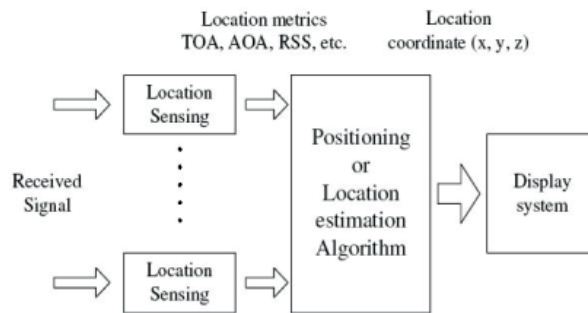 Location metrics
TOA, AOA, RSS, etc.
Location
coordinate (x, y, z)
Location
Sensing
Received
Signal
Location
Sensing
Positioning
or
Location
estimation
Algorithm
Display
system